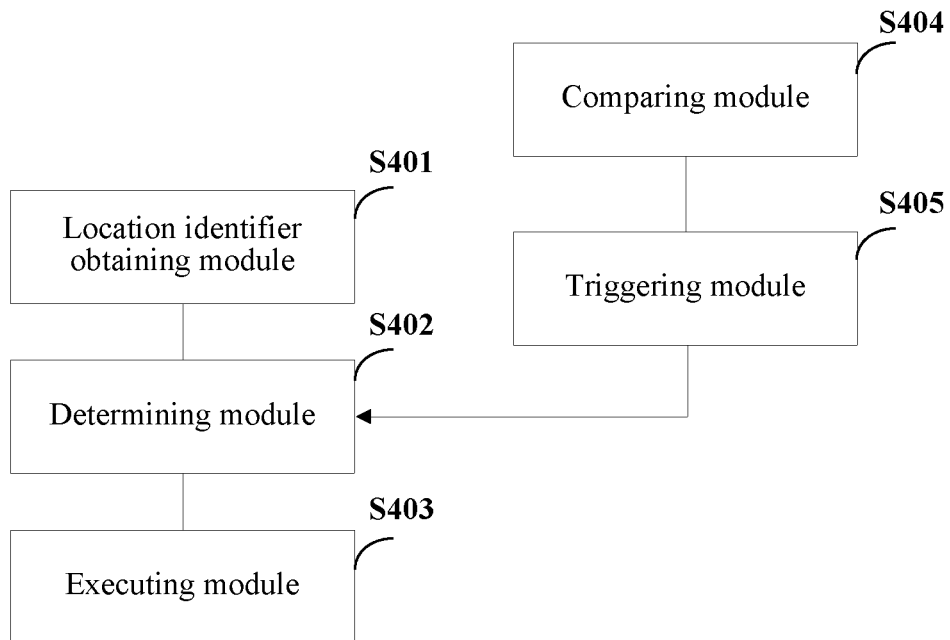 S404
Comparing module
S401
Location identifier
obtaining module
S405
Triggering module
S402
Determining module
S403
Executing module